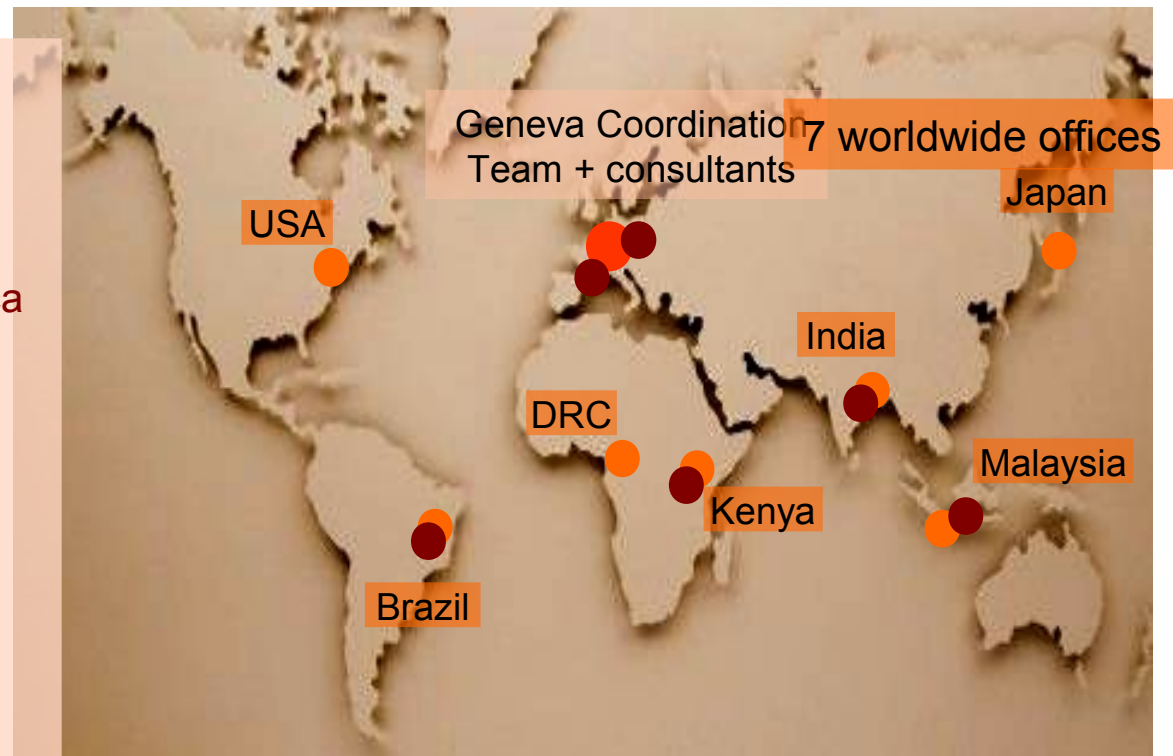 Geneva Coordination
Team + consultants
7 worldwide offices
Japan
USA
a
India
DRC
Malaysia
Kenya
Brazil